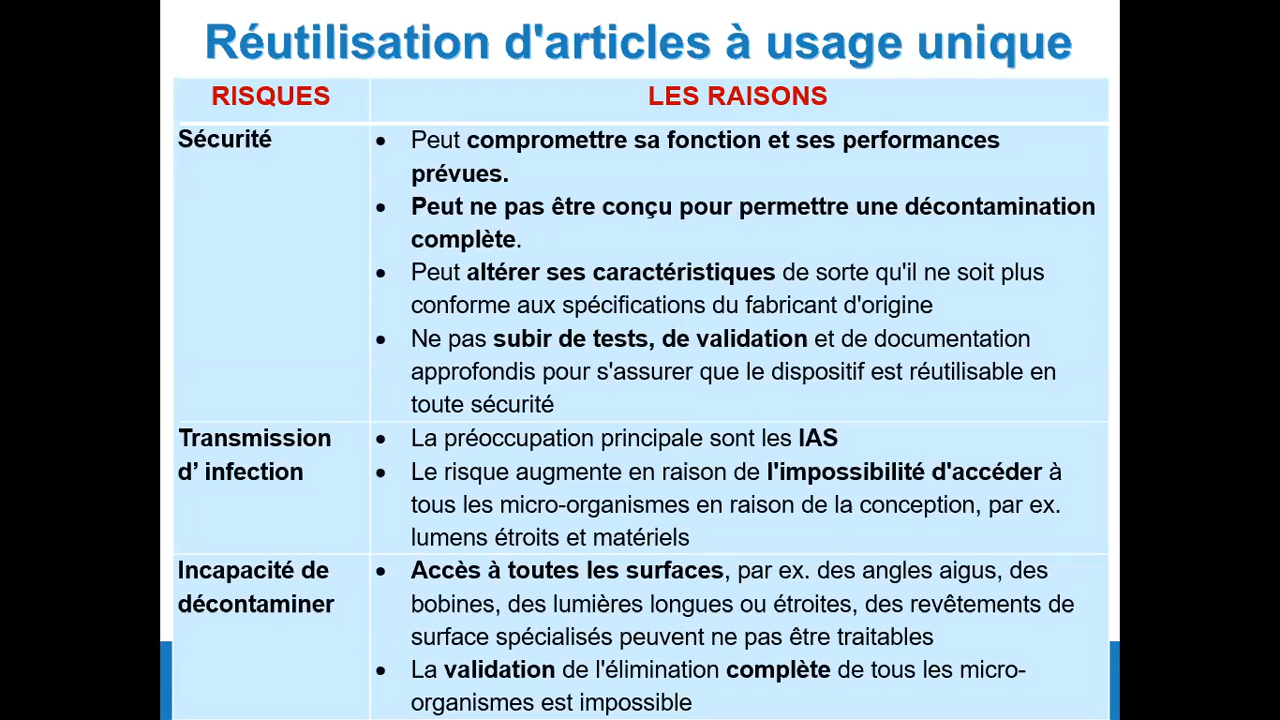 Réutilisation d'articles à usage unique
RISQUES
LES RAISONS
Sécurité
• Peut compromettre sa fonction et ses performances
prévues.
• Peut ne pas être conçu pour permettre une décontamination
complète.
• Peut altérer ses caractéristiques de sorte qu'il ne soit plus
conforme aux spécifications du fabricant d'origine
• Ne pas subir de tests, de validation et de documentation
approfondis pour s'assurer que le dispositif est réutilisable en
toute sécurité
Transmission
d’ infection
• La préoccupation principale sont les IAS
• Le risque augmente en raison de l'impossibilité d'accéder à
tous les micro-organismes en raison de la conception, par ex.
lumens étroits et matériels
Incapacité de
décontaminer
• Accès à toutes les surfaces, par ex. des angles aigus, des
bobines, des lumières longues ou étroites, des revêtements de
surface spécialisés peuvent ne pas être traitables
• La validation de l'élimination complète de tous les micro-
organismes est impossible